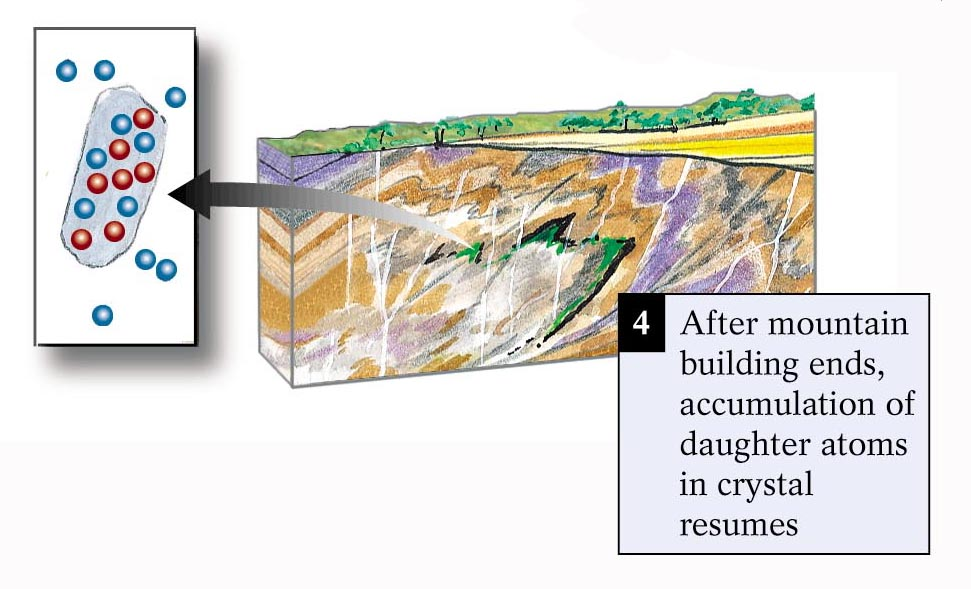 4
After mountain
building ends,
accumulation of
daughter atoms
in crystal
resumes